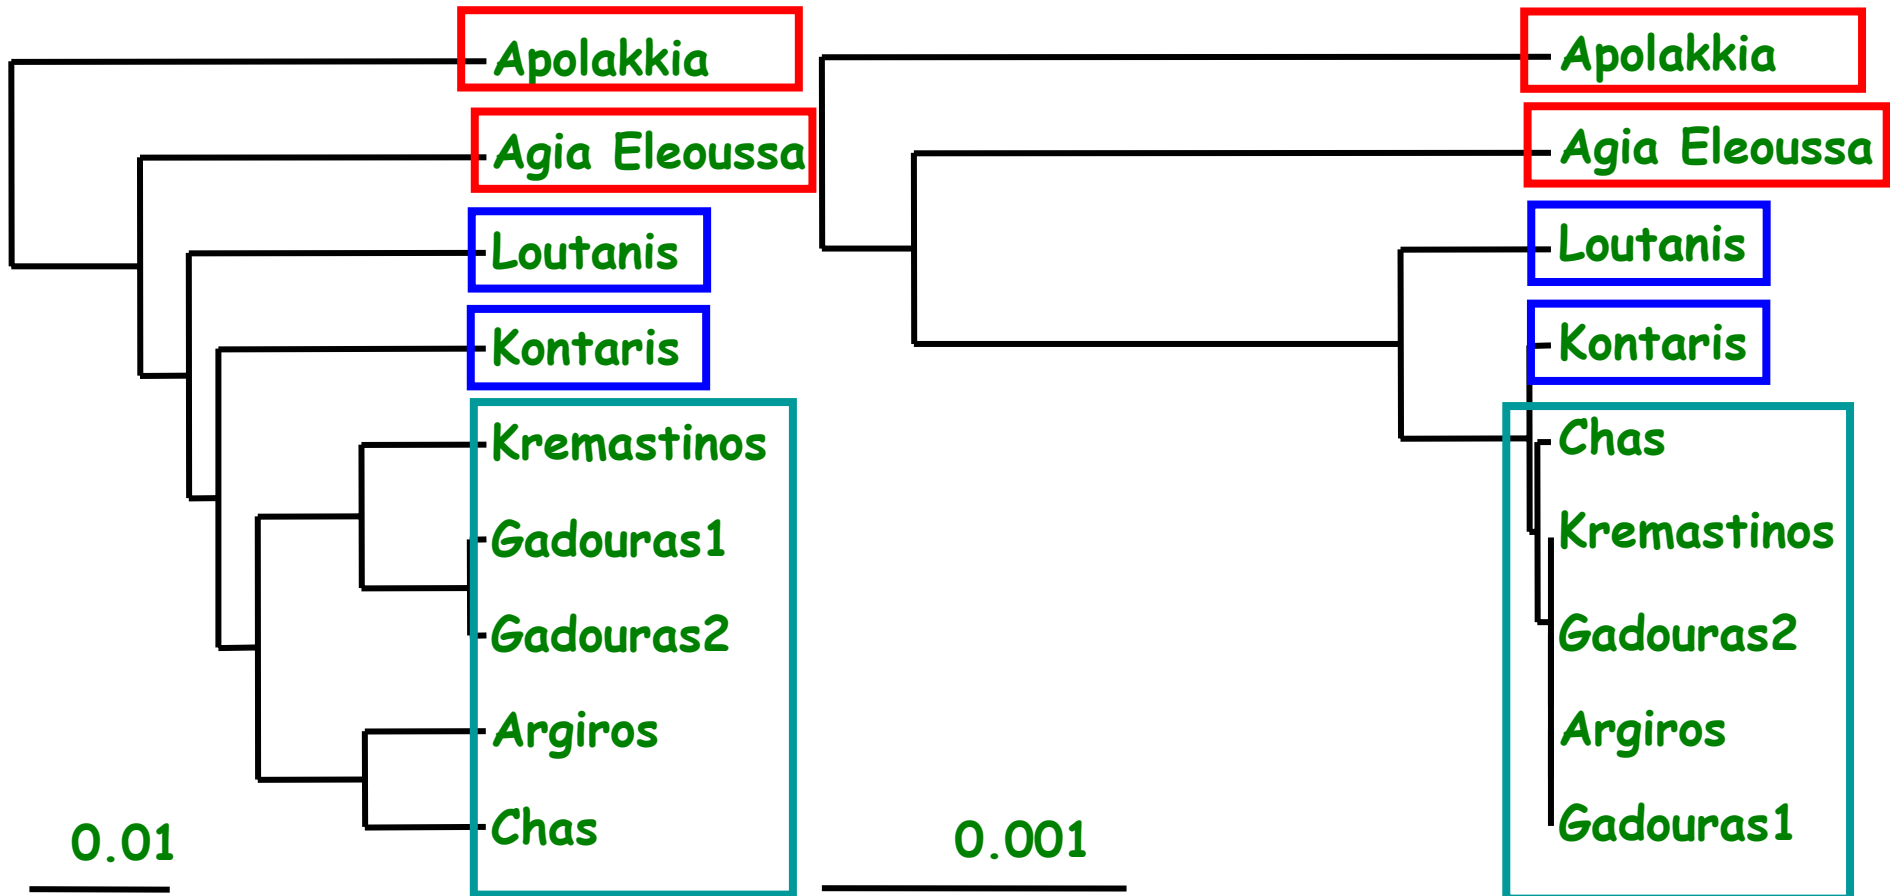 Apolakkia
Agia Eleoussa
Loutanis
Kontaris
Kremastinos
Gadouras1
Gadouras2
Argiros
Chas
0.01
Apolakkia
Agia Eleoussa
Loutanis
Kontaris
Chas
Kremastinos
Gadouras2
Argiros
Gadouras1
0.001